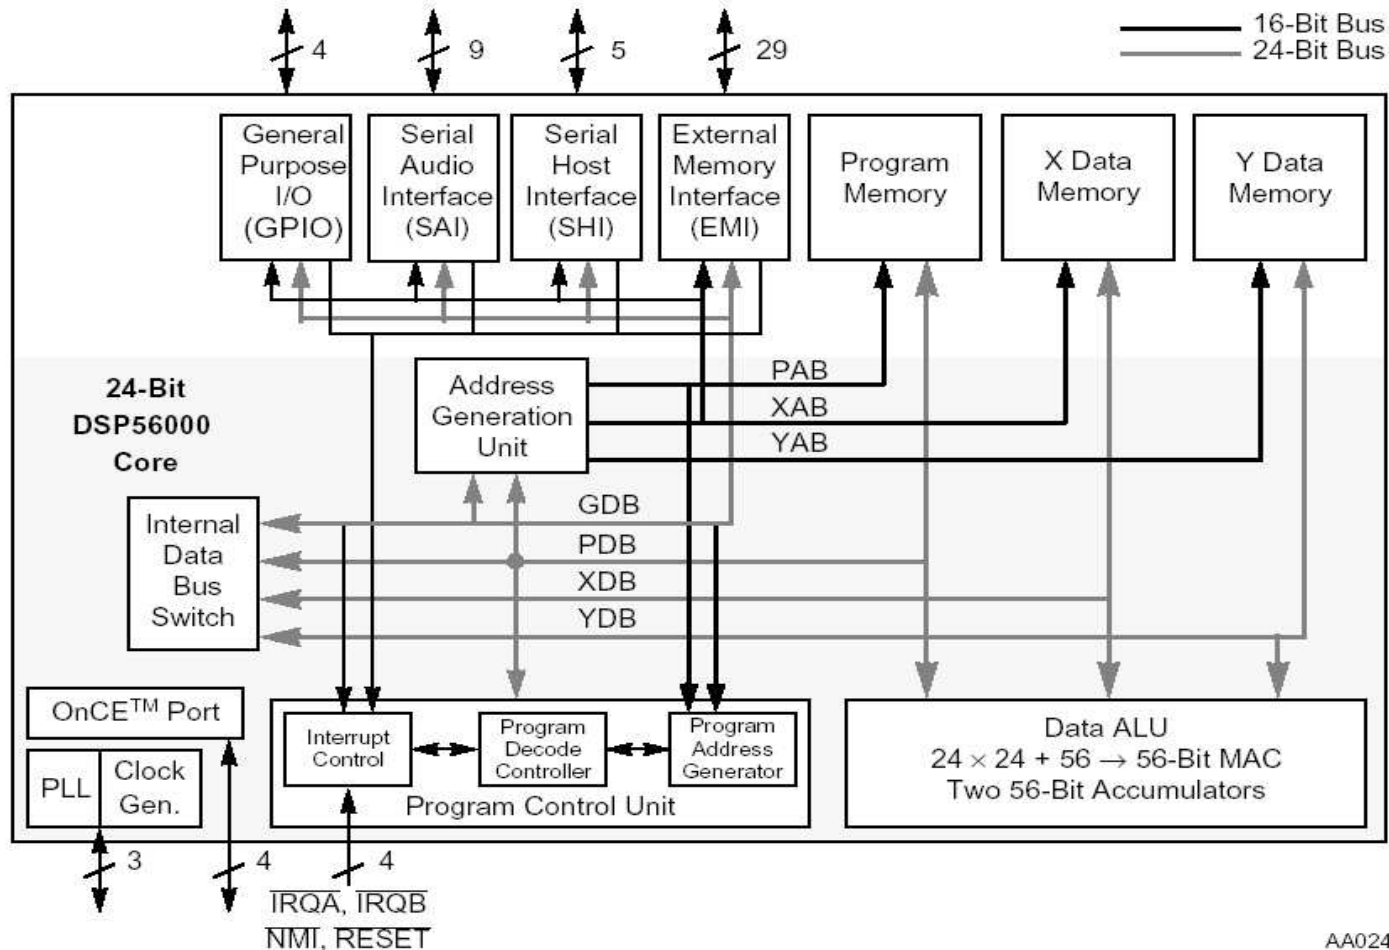 4
9
5
29
16-Bit Bus
24-Bit Bus
General
Purpose
I/O
(GPIO)
Serial
Audio
Interface
(SAI)
Serial
Host
Interface
(SHI)
External
Memory
Interface
(EMI)
Program
Memory
X Data
Memory
Y Data
Memory
24-Bit
DSP56000
Core
Address
Generation
Unit
PAB
XAB
YAB
Internal
Data
Bus
Switch
GDB
PDB
XDB
YDB
OnCE™ Port
PLL
Clock
Gen.
Interrupt
Control
Program
Decode
Controller
Program
Address
Generator
Program Control Unit
Data ALU
24 × 24 + 56 → 56-Bit MAC
Two 56-Bit Accumulators
3
4
4
IRQA, IRQB
NMI, RESET
AA024